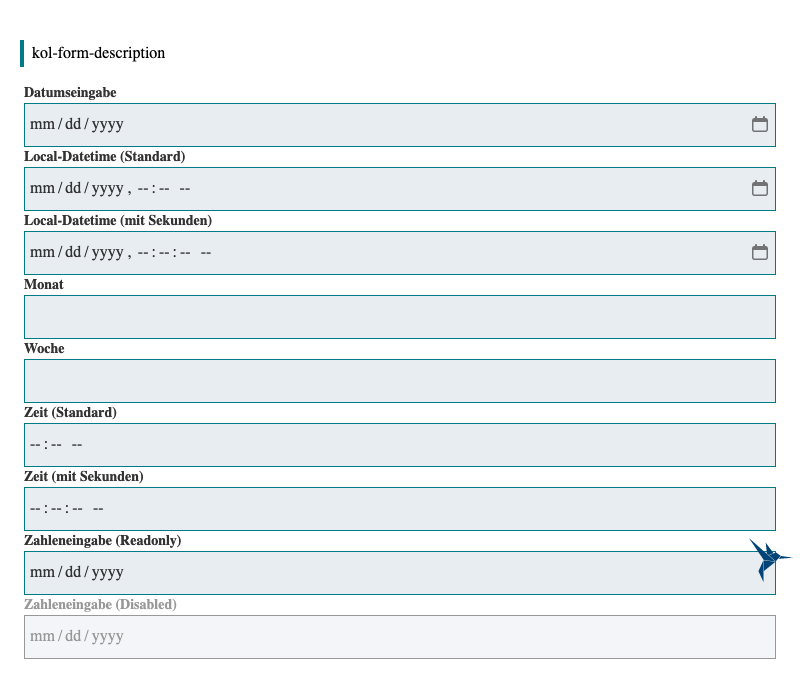 kol-form-description
Datumseingabe
mm/dd/yyyy
Local-Datetime (Standard)
mm/dd/yyyy, --:-- --
Local-Datetime (mit Sekunden)
mm/dd/yyyy, --:--:-- --
Monat
Woche
Zeit (Standard)
--:-- --
Zeit (mit Sekunden)
--:--:-- --
Zahleneingabe (Readonly)
mm/dd/yyyy
Zahleneingabe (Disabled)
mm/dd/yyyy